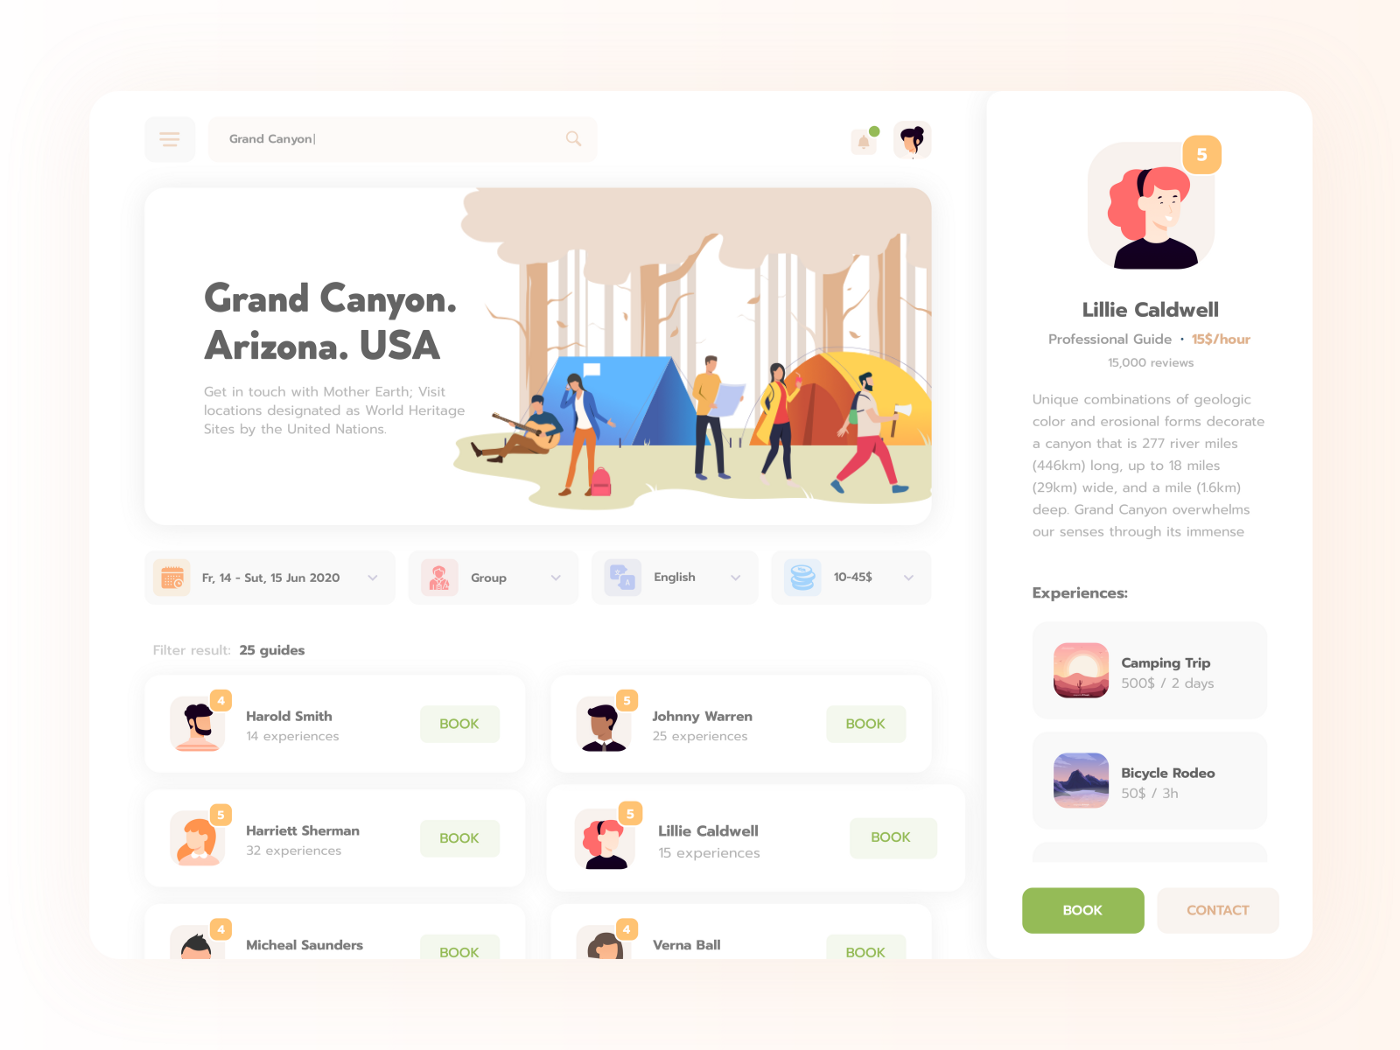 Grand Canyon
Grand Canyon.
Arizona. USA
Get in touch with Mother Earth; Visit
locations designated as World Heritage
Sites by the United Nations.
Fr, 14 - Sut, 15 Jun 2020
Group
English
10-45$
Filter result: 25 guides
4
Harold Smith
14 experiences
BOOK
5
Johnny Warren
25 experiences
BOOK
5
Harriett Sherman
32 experiences
BOOK
5
Lillie Caldwell
15 experiences
BOOK
4
Micheal Saunders
BOOK
4
Verna Ball
BOOK
5
Lillie Caldwell
Professional Guide • 15$/hour
15,000 reviews
Unique combinations of geologic
color and erosional forms decorate
a canyon that is 277 river miles
(446km) long, up to 18 miles
(29km) wide, and a mile (1.6km)
deep. Grand Canyon overwhelms
our senses through its immense
Experiences:
Camping Trip
500$ / 2 days
Bicycle Rodeo
50$ / 3h
BOOK
CONTACT